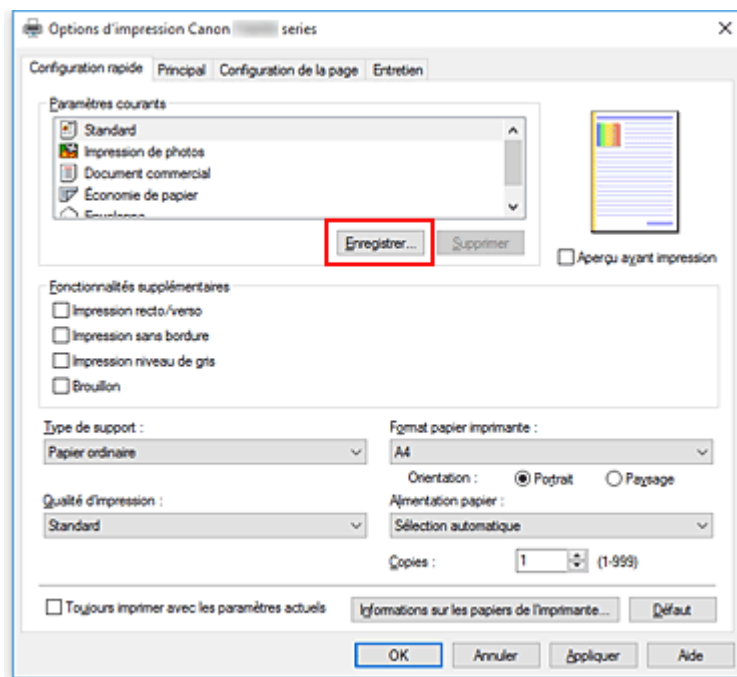 Options d'impression Canon series
Configuration rapide Principal Configuration de la page Entretien
Paramètres courants
Standard
Impression de photos
Document commercial
Économie de papier
Enregistrer... Supprimer
Aperçu avant impression
Fonctionnalités supplémentaires
Impression recto/verso
Impression sans bordure
Impression niveau de gris
Brouillon
Type de support :
Papier ordinaire
Format papier imprimante :
A4
Orientation : Portrait Paysage
Qualité d'impression :
Standard
Alimentation papier :
Sélection automatique
Copies : 1 (1-999)
Toujours imprimer avec les paramètres actuels
Informations sur les papiers de l'imprimante... Défaut
OK Annuler Appliquer Aide